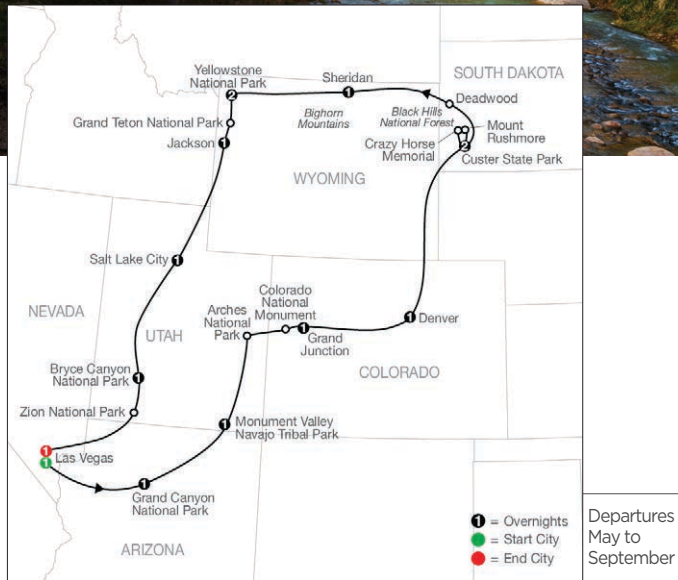 Yellowstone
National Park
2
Sheridan
1
SOUTH DAKOTA
Deadwood
Grand Teton National Park
Bighorn
Mountains
Black Hills
National Forest
Mount
Rushmore
Jackson
1
Crazy Horse
Memorial
2
Custer State Park
WYOMING
Salt Lake City
1
NEVADA
UTAH
Arches
National
Park
Colorado
National
Monument
1
Grand
Junction
1
Denver
COLORADO
Bryce Canyon
National Park
1
Zion National Park
1
Monument Valley
Navajo Tribal Park
1
1
Las Vegas
1
Grand Canyon
National Park
ARIZONA
1 = Overnights
= Start City
= End City
Departures
May to
September